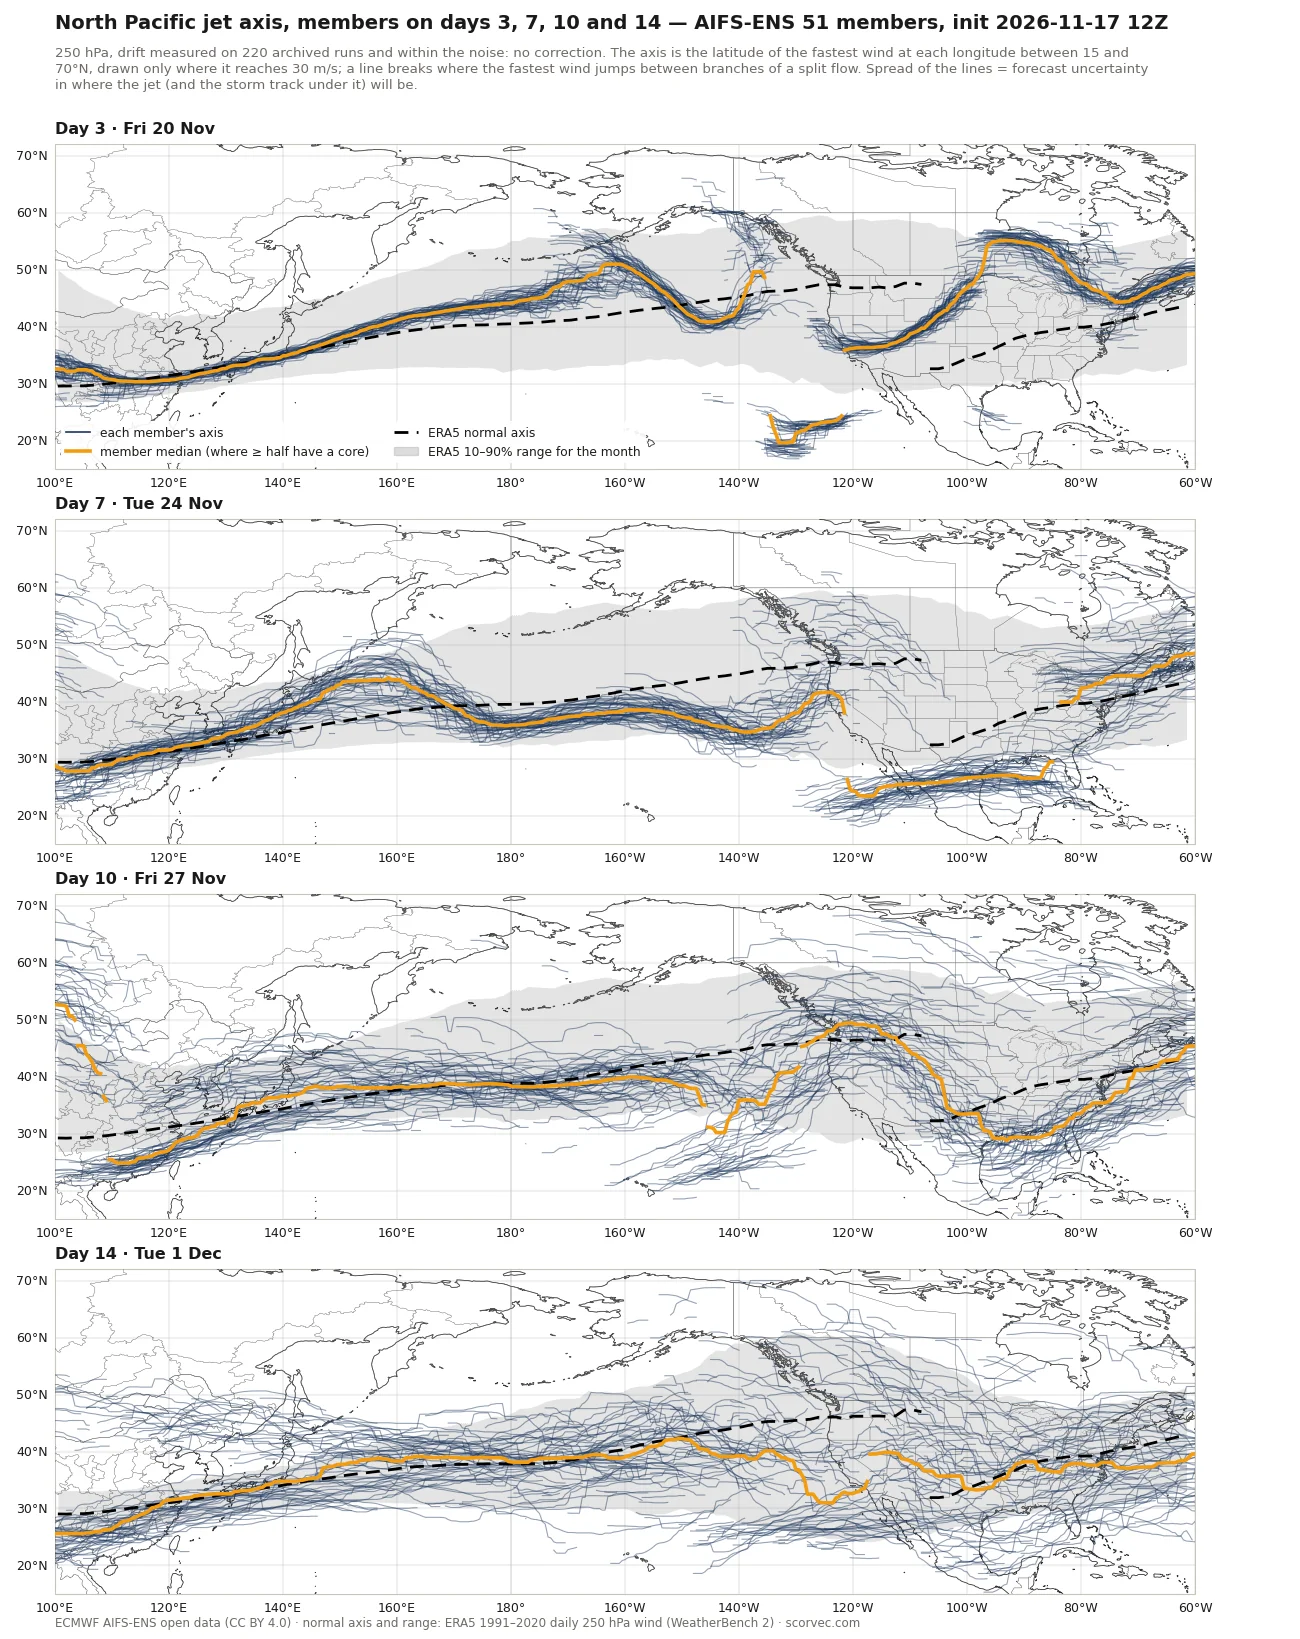 North Pacific jet axis, members on days 3, 7, 10 and 14 — AIFS-ENS 51 members, init 2026-11-17 12Z
250 hPa, drift measured on 220 archived runs and within the noise: no correction. The axis is the latitude of the fastest wind at each longitude between 15 and
70°N, drawn only where it reaches 30 m/s; a line breaks where the fastest wind jumps between branches of a split flow. Spread of the lines = forecast uncertainty
in where the jet (and the storm track under it) will be.
Day 3 · Fri 20 Nov
70°N
60°N
50°N
40°N
30°N
20°N
each member's axis
member median (where ≥ half have a core)
ERA5 normal axis
ERA5 10–90% range for the month
100°E 120°E 140°E 160°E 180° 160°W 140°W 120°W 100°W 80°W 60°W
Day 7 · Tue 24 Nov
70°N
60°N
50°N
40°N
30°N
20°N
100°E 120°E 140°E 160°E 180° 160°W 140°W 120°W 100°W 80°W 60°W
Day 10 · Fri 27 Nov
70°N
60°N
50°N
40°N
30°N
20°N
100°E 120°E 140°E 160°E 180° 160°W 140°W 120°W 100°W 80°W 60°W
Day 14 · Tue 1 Dec
70°N
60°N
50°N
40°N
30°N
20°N
100°E 120°E 140°E 160°E 180° 160°W 140°W 120°W 100°W 80°W 60°W
ECMWF AIFS-ENS open data (CC BY 4.0) · normal axis and range: ERA5 1991–2020 daily 250 hPa wind (WeatherBench 2) · scorvec.com